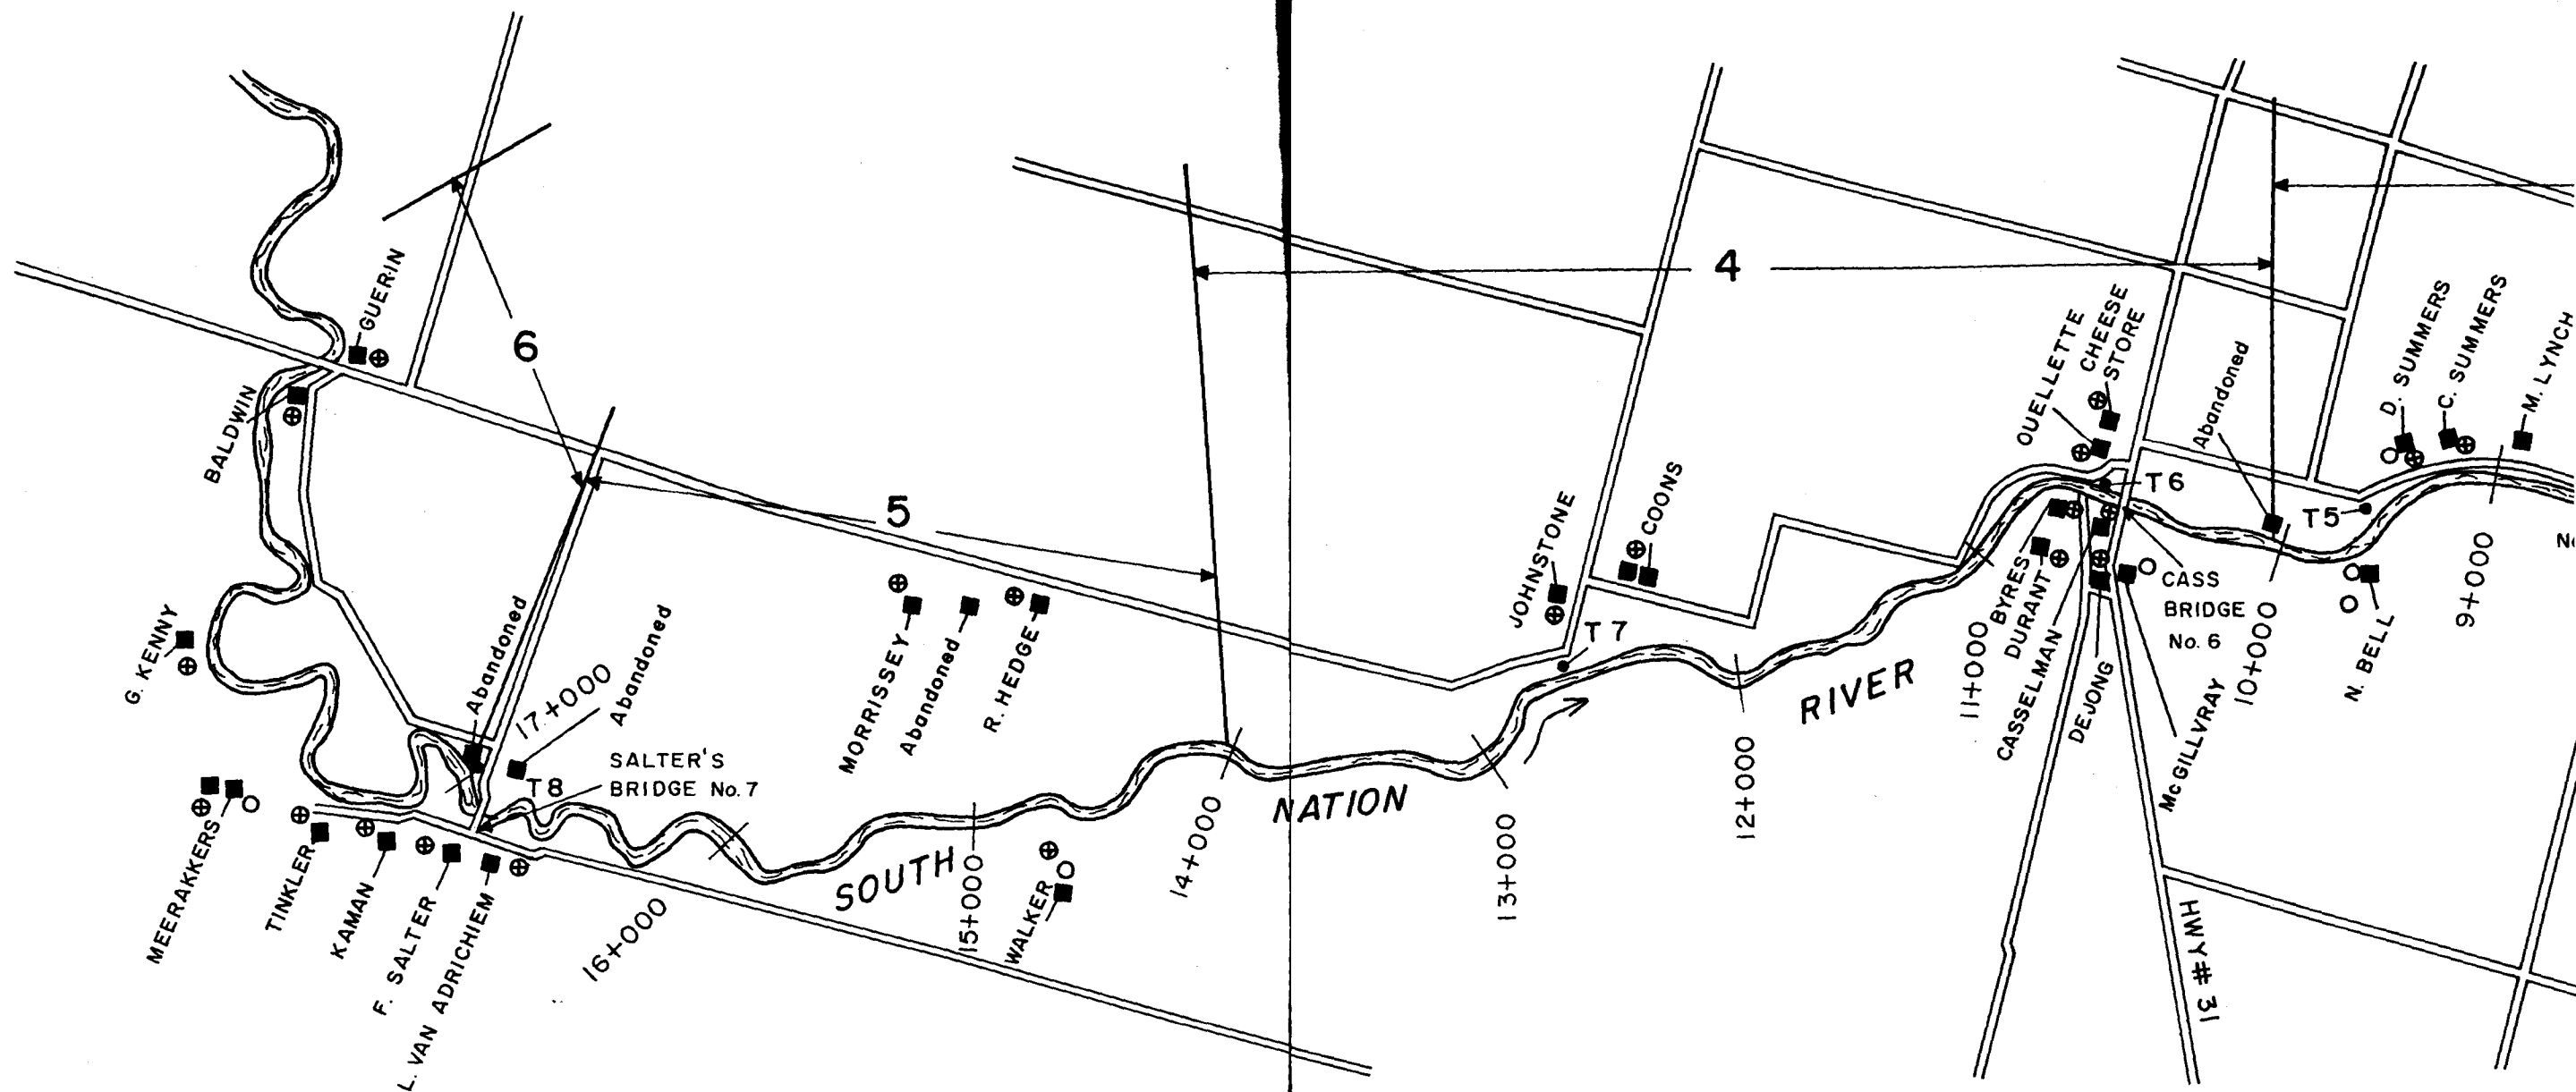 GUERIN
6
BALDWIN
4
OUELLETTE
CHEESE
STORE
Abandoned
D. SUMMERS
C. SUMMERS
M. LYNCH
5
T6
T5
G. KENNY
Abandoned
17+000
Abandoned
MORRISSEY
Abandoned
R. HEDGE
JOHNSTONE
COONS
T7
SALTER'S
BRIDGE No. 7
T8
RIVER
11+000
BYRES
DURANT
CASSELMAN
DEJONG
McGILLVRAY
CASS
BRIDGE
No. 6
10+000
N. BELL
9+000
MEERAKKERS
TINKLER
KAMAN
F. SALTER
L. VAN ADRICHIEM
16+000
SOUTH
15+000
WALKER
14+000
NATION
13+000
12+000
HWY # 31